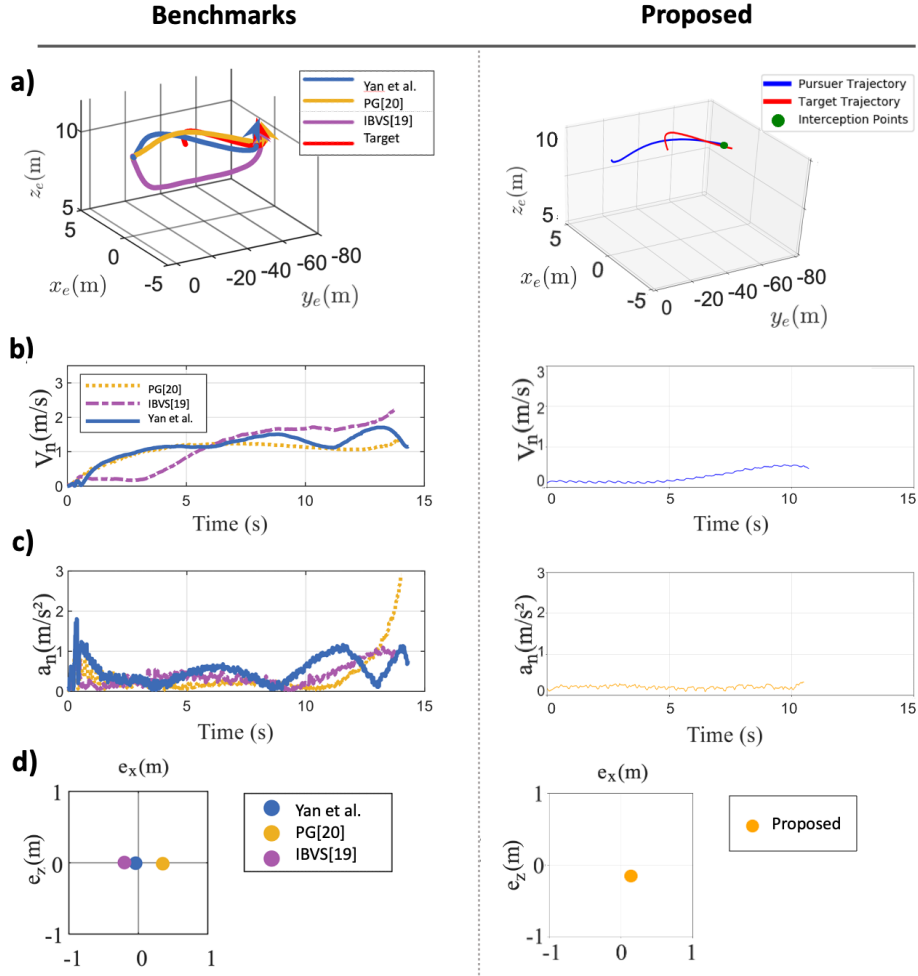 Benchmarks
Proposed
a)
Yan et al.
PG[20]
IBVS[19]
Target
10
5
z_e(m)
5
0
-5
x_e(m)
0
-20
-40
-60
-80
y_e(m)
Pursuer Trajectory
Target Trajectory
Interception Points
10
5
z_e(m)
0
-5
x_e(m)
0
-20
-40
-60
-80
y_e(m)
b)
PG[20]
IBVS[19]
Yan et al.
3
2
1
0
V_n(m/s)
0
5
10
15
Time (s)
3
2
1
0
V_n(m/s)
0
5
10
15
Time (s)
c)
3
2
1
0
a_n(m/s²)
0
5
10
15
Time (s)
3
2
1
0
a_n(m/s²)
0
5
10
15
Time (s)
d)
e_x(m)
1
0
-1
e_z(m)
-1
0
1
Yan et al.
PG[20]
IBVS[19]
e_x(m)
1
0
-1
e_z(m)
-1
0
1
Proposed